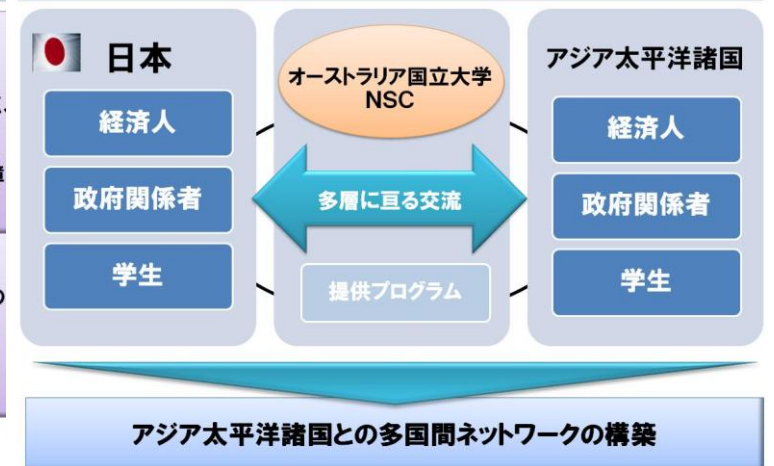 日本
経済人
政府関係者
学生
オーストラリア国立大学
NSC
多層に亘る交流
提供プログラム
アジア太平洋諸国
経済人
政府関係者
学生
アジア太平洋諸国との多国間ネットワークの構築